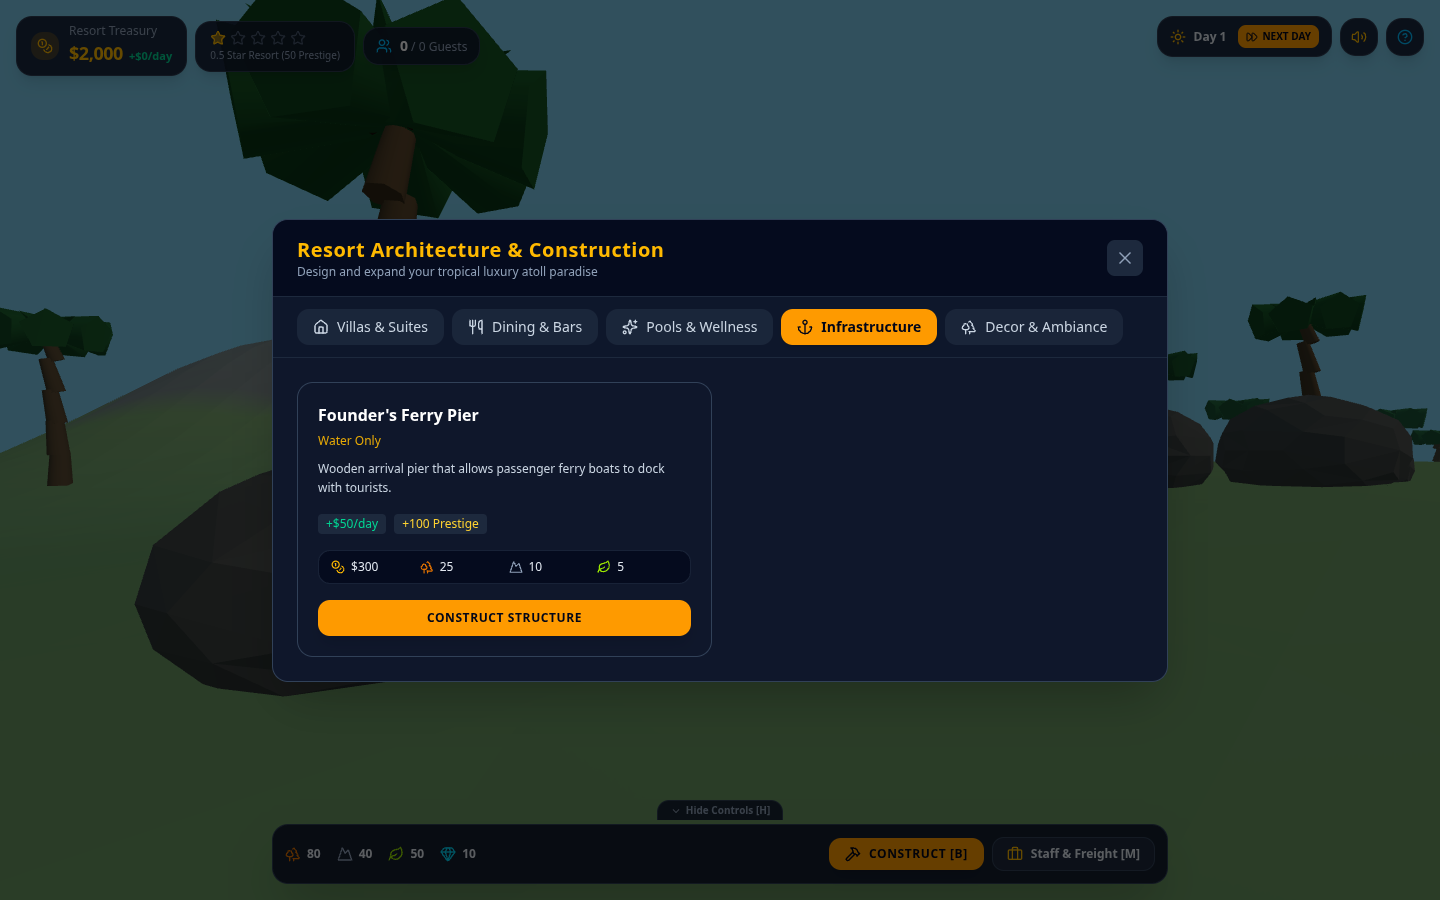 Resort Treasury
$2,000 +$0/day
0.5 Star Resort (50 Prestige)
0 / 0 Guests
Day 1
NEXT DAY
Resort Architecture & Construction
Design and expand your tropical luxury atoll paradise
Villas & Suites
Dining & Bars
Pools & Wellness
Infrastructure
Decor & Ambiance
Founder's Ferry Pier
Water Only
Wooden arrival pier that allows passenger ferry boats to dock
with tourists.
+$50/day
+100 Prestige
$300
25
10
5
CONSTRUCT STRUCTURE
Hide Controls [H]
80
40
50
10
CONSTRUCT [B]
Staff & Freight [M]